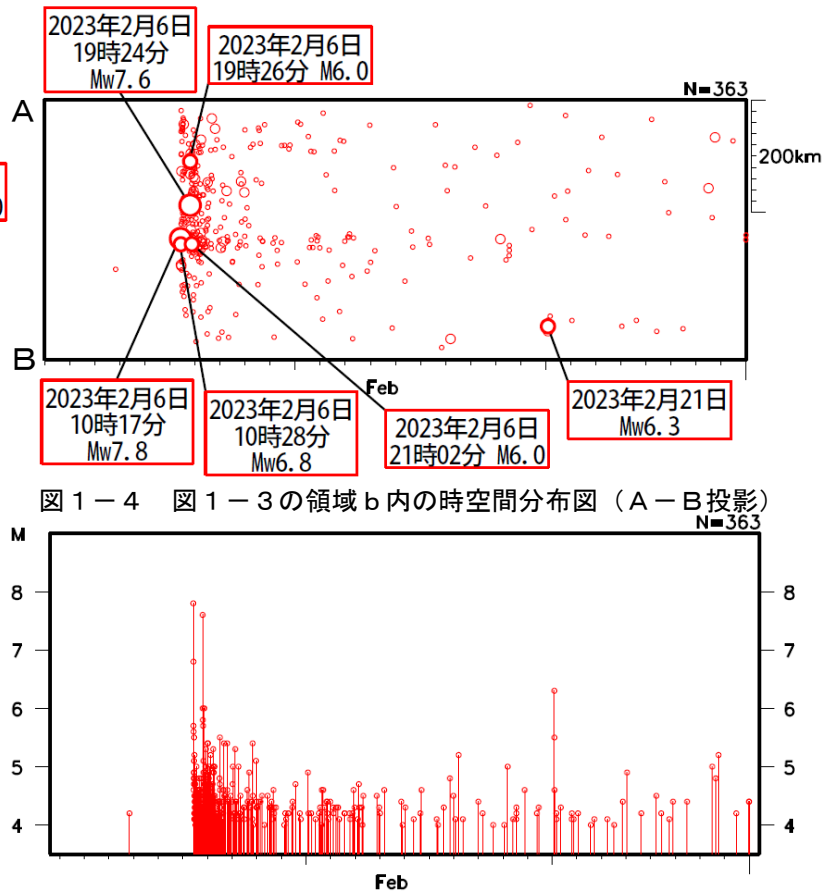 2023年2月6日
19時24分
Mw7.6
2023年2月6日
19時26分 M6.0
N=363
A
200km
)
B
Feb
2023年2月6日
10時17分
Mw7.8
2023年2月6日
10時28分
Mw6.8
2023年2月6日
21時02分 M6.0
2023年2月21日
Mw6.3
図1-4 図1-3の領域b内の時空間分布図(A-B投影)
N=363
M
8 8
7 7
6 6
5 5
4 4
Feb